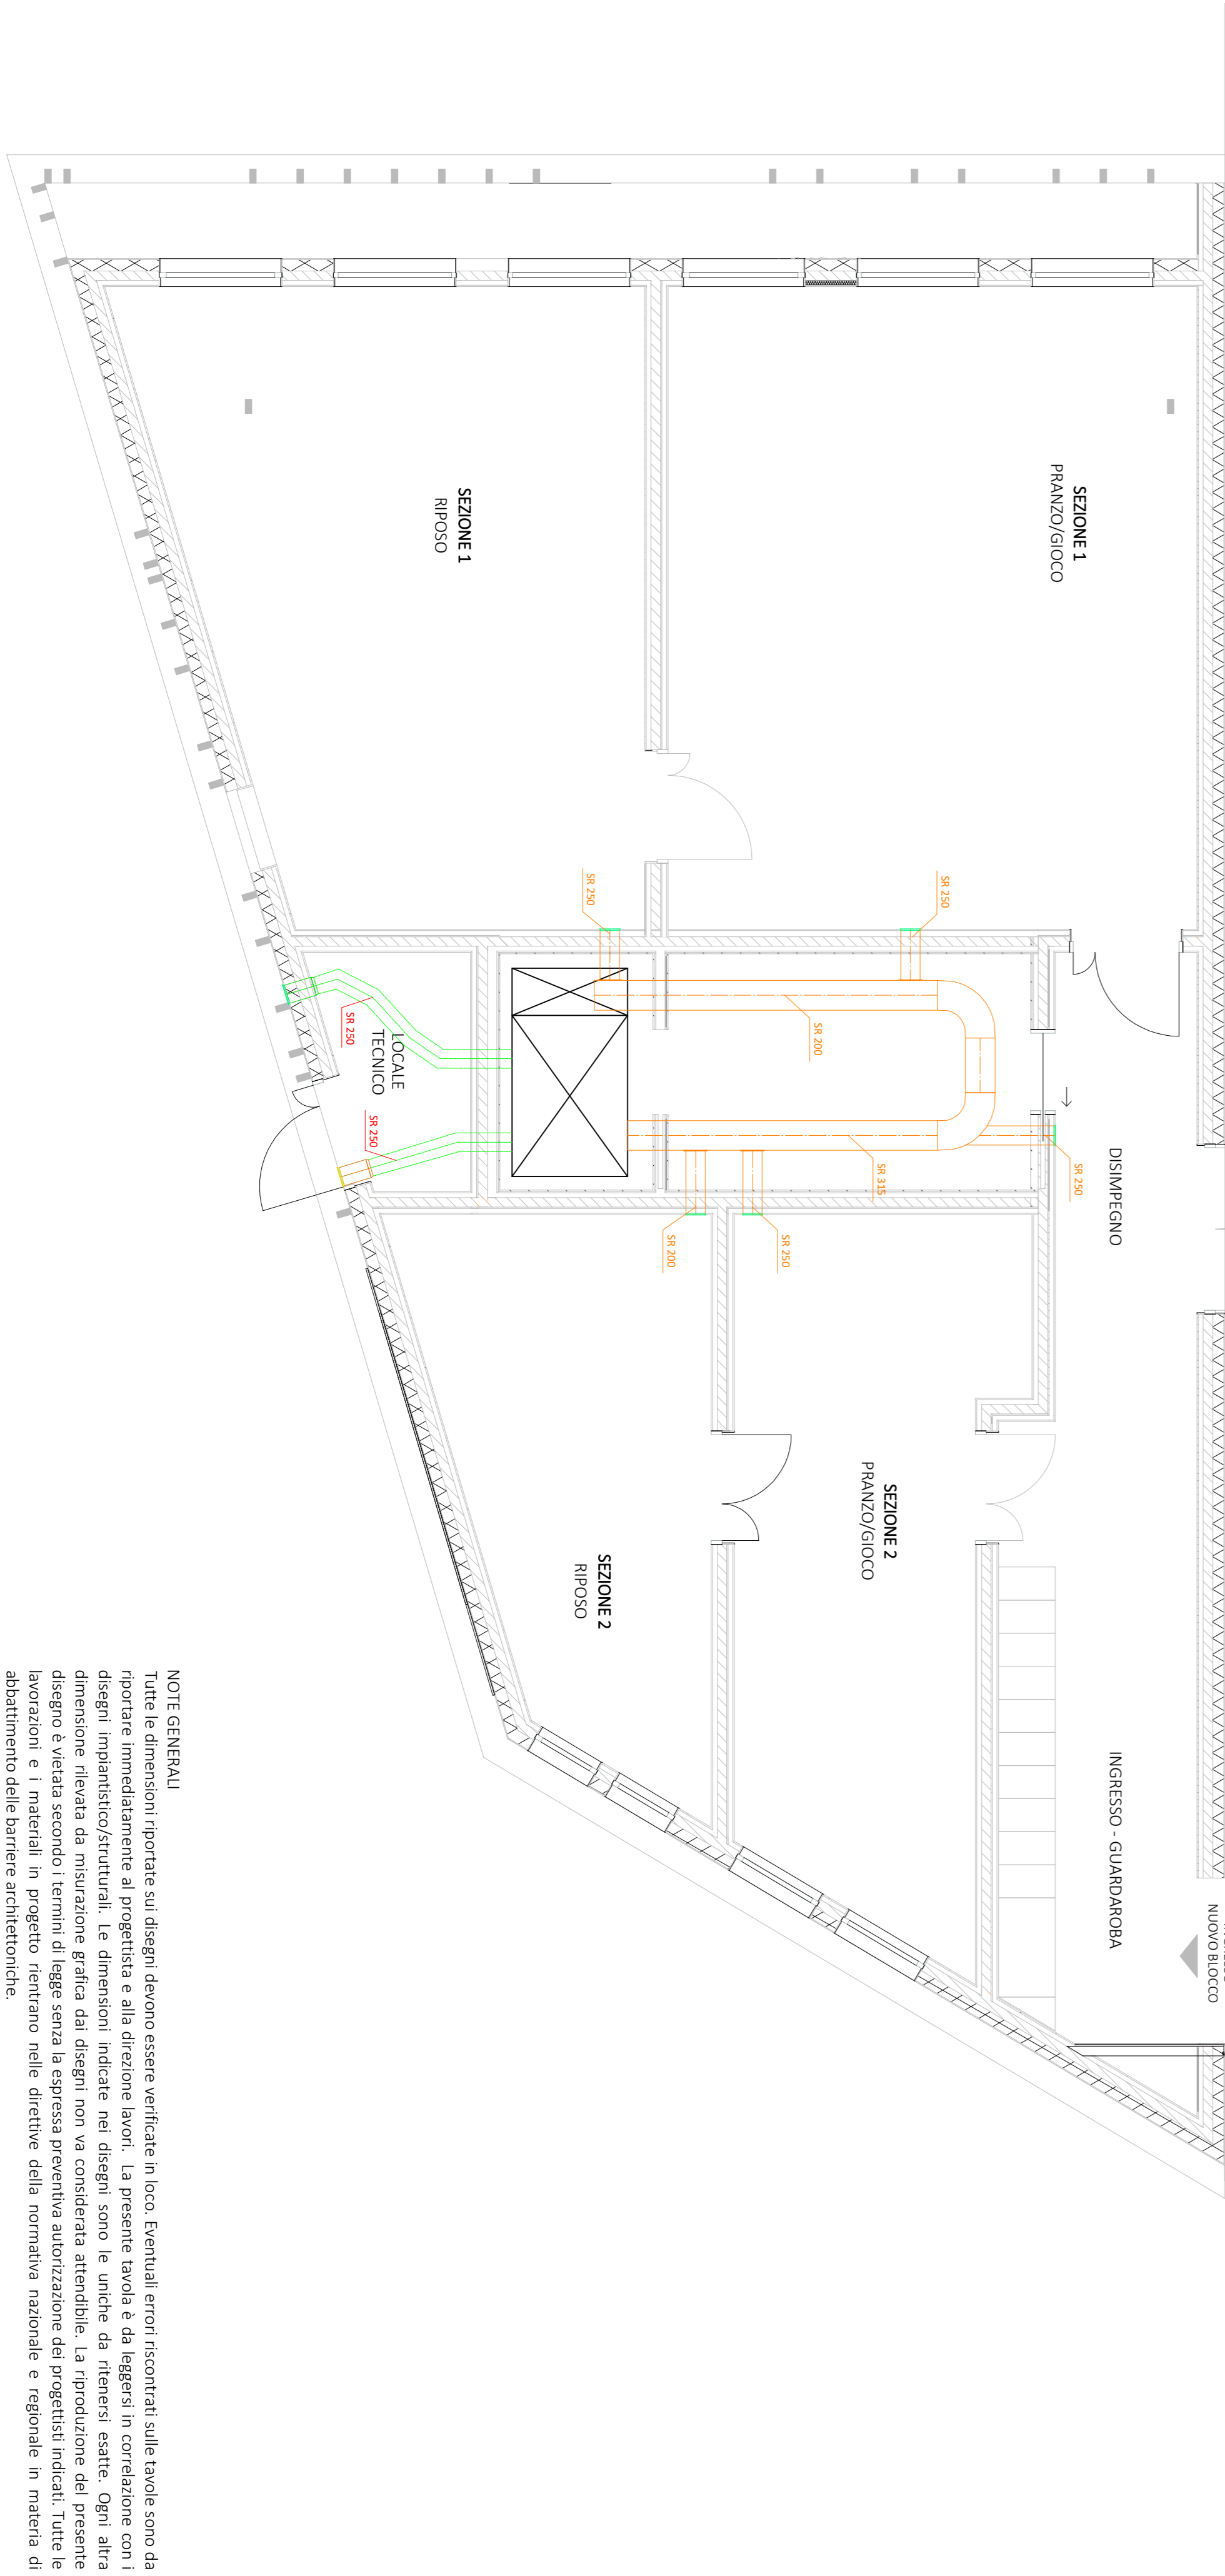 SEZIONE 1
PRANZO/GIOCO
SEZIONE 1
RIPOSO
SR 250
SR 250
SR 200
SR 250
LOCALE
TECNICO
SR 250
SR 315
SR 250
DISIMPEGNO
SR 250
SR 200
SEZIONE 2
PRANZO/GIOCO
SEZIONE 2
RIPOSO
INGRESSO - GUARDAROBA
NUOVO BLOCCO
NOTE GENERALI
Tutte le dimensioni riportate sui disegni devono essere verificate in loco. Eventuali errori riscontrati sulle tavole sono da
riportare immediatamente al progettista e alla direzione lavori. La presente tavola è da leggersi in correlazione con i
disegni impiantistico/strutturali. Le dimensioni indicate nei disegni sono le uniche da ritenersi esatte. Ogni altra
dimensione rilevata da misurazione grafica dai disegni non va considerata attendibile. La riproduzione del presente
disegno è vietata secondo i termini di legge senza la espressa preventiva autorizzazione dei progettisti indicati. Tutte le
lavorazioni e i materiali in progetto rientrano nelle direttive della normativa nazionale e regionale in materia di
abbattimento delle barriere architettoniche.